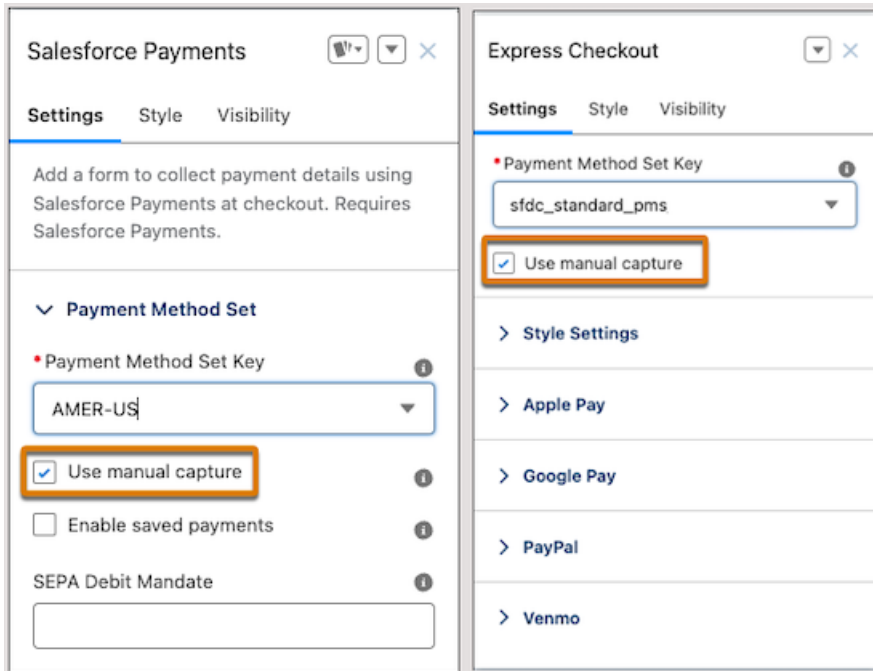 Salesforce Payments
Settings Style Visibility
Add a form to collect payment details using
Salesforce Payments at checkout. Requires
Salesforce Payments.
Payment Method Set
*Payment Method Set Key
AMER-US
Use manual capture
Enable saved payments
SEPA Debit Mandate
Express Checkout
Settings Style Visibility
*Payment Method Set Key
sfdc_standard_pms
Use manual capture
Style Settings
Apple Pay
Google Pay
PayPal
Venmo